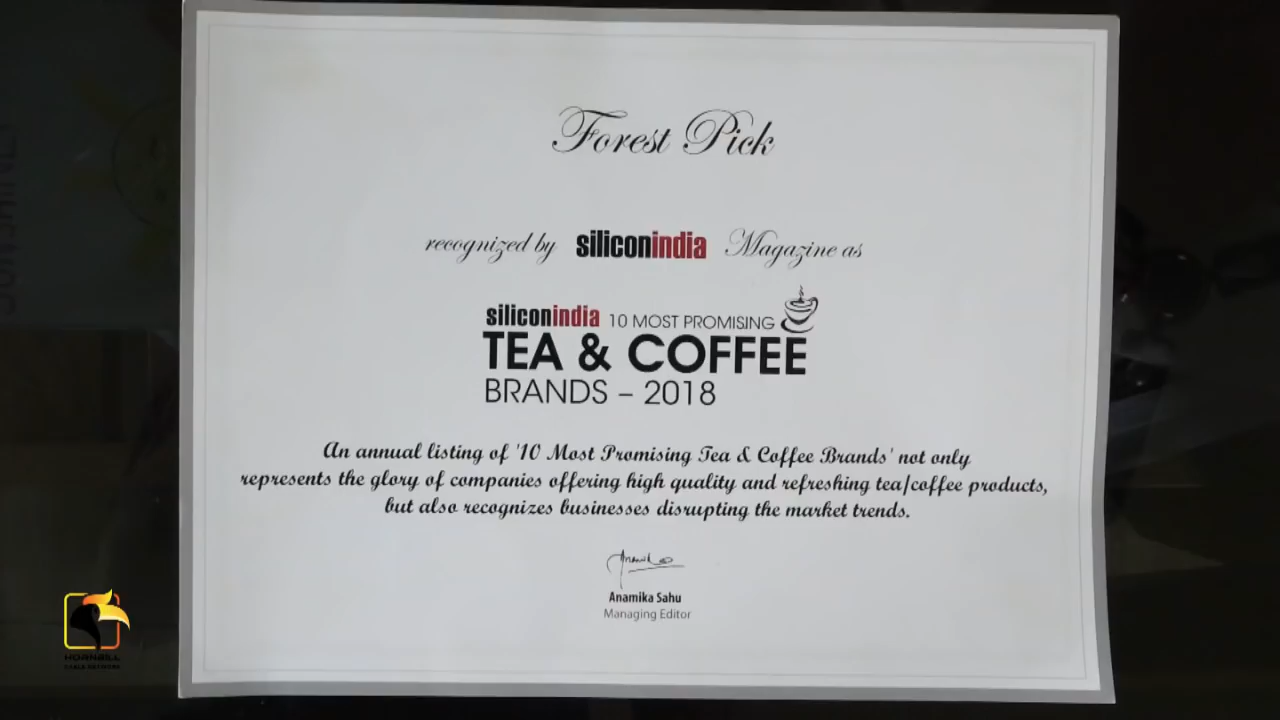 Forest Pick
recognized by siliconindia Magazine as
siliconindia 10 MOST PROMISING
TEA & COFFEE
BRANDS – 2018
An annual listing of '10 Most Promising Tea & Coffee Brands' not only
represents the glory of companies offering high quality and refreshing tea/coffee products,
but also recognizes businesses disrupting the market trends.
Anamika Sahu
Managing Editor
HORNBILL